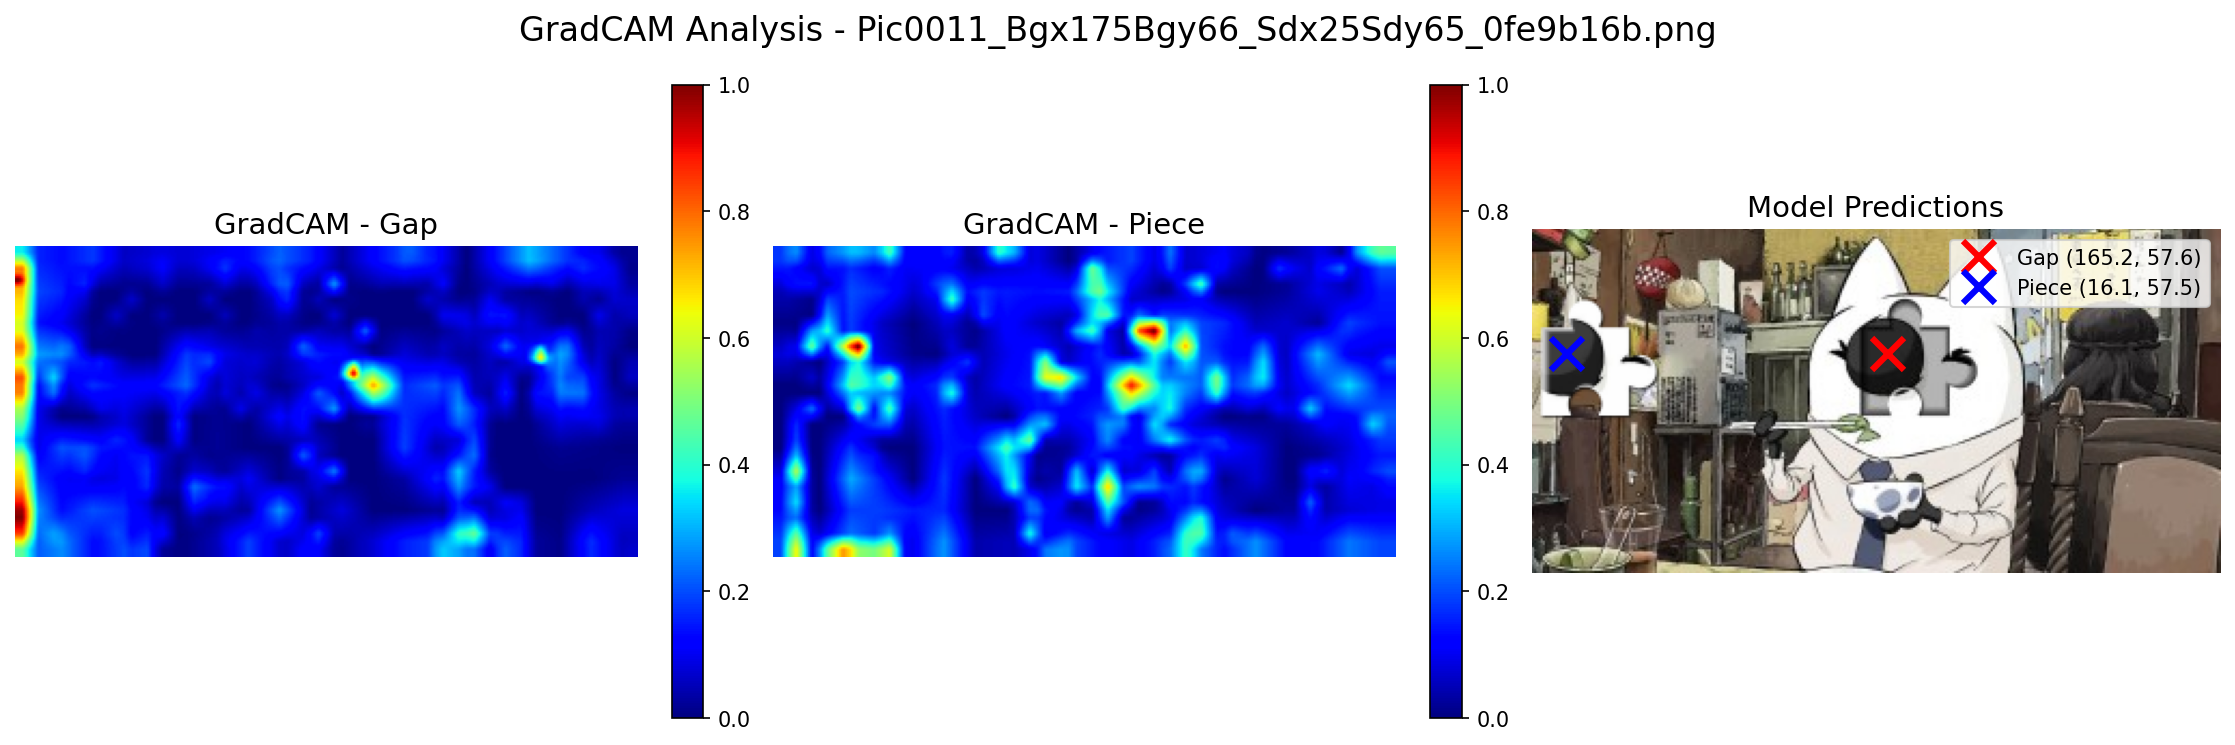 GradCAM Analysis - Pic0011_Bgx175Bgy66_Sdx25Sdy65_0fe9b16b.png
GradCAM - Gap
1.0
0.8
0.6
0.4
0.2
0.0
GradCAM - Piece
1.0
0.8
0.6
0.4
0.2
0.0
Model Predictions
Gap (165.2, 57.6)
Piece (16.1, 57.5)